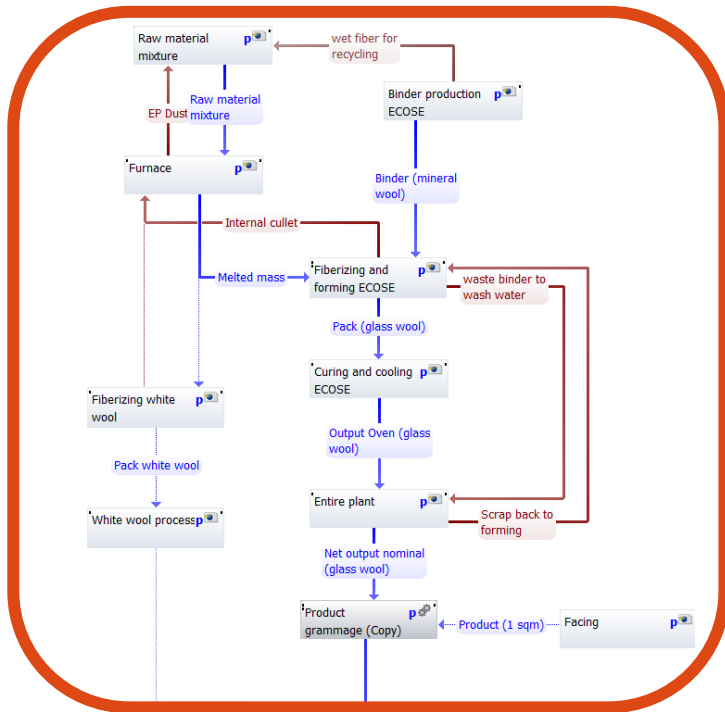 Raw material
mixture
p
wet fiber for
recycling
Binder production
ECOSE
p
EP Dust
Raw material
mixture
Furnace
p
Binder (mineral
wool)
Internal cullet
Melted mass
Fiberizing and
forming ECOSE
p
waste binder to
wash water
Pack (glass wool)
Curing and cooling
ECOSE
p
Fiberizing white
wool
p
Output Oven (glass
wool)
Pack white wool
Entire plant
p
White wool process
p
Scrap back to
forming
Net output nominal
(glass wool)
Product
grammage (Copy)
p
Product (1 sqm)
Facing
p